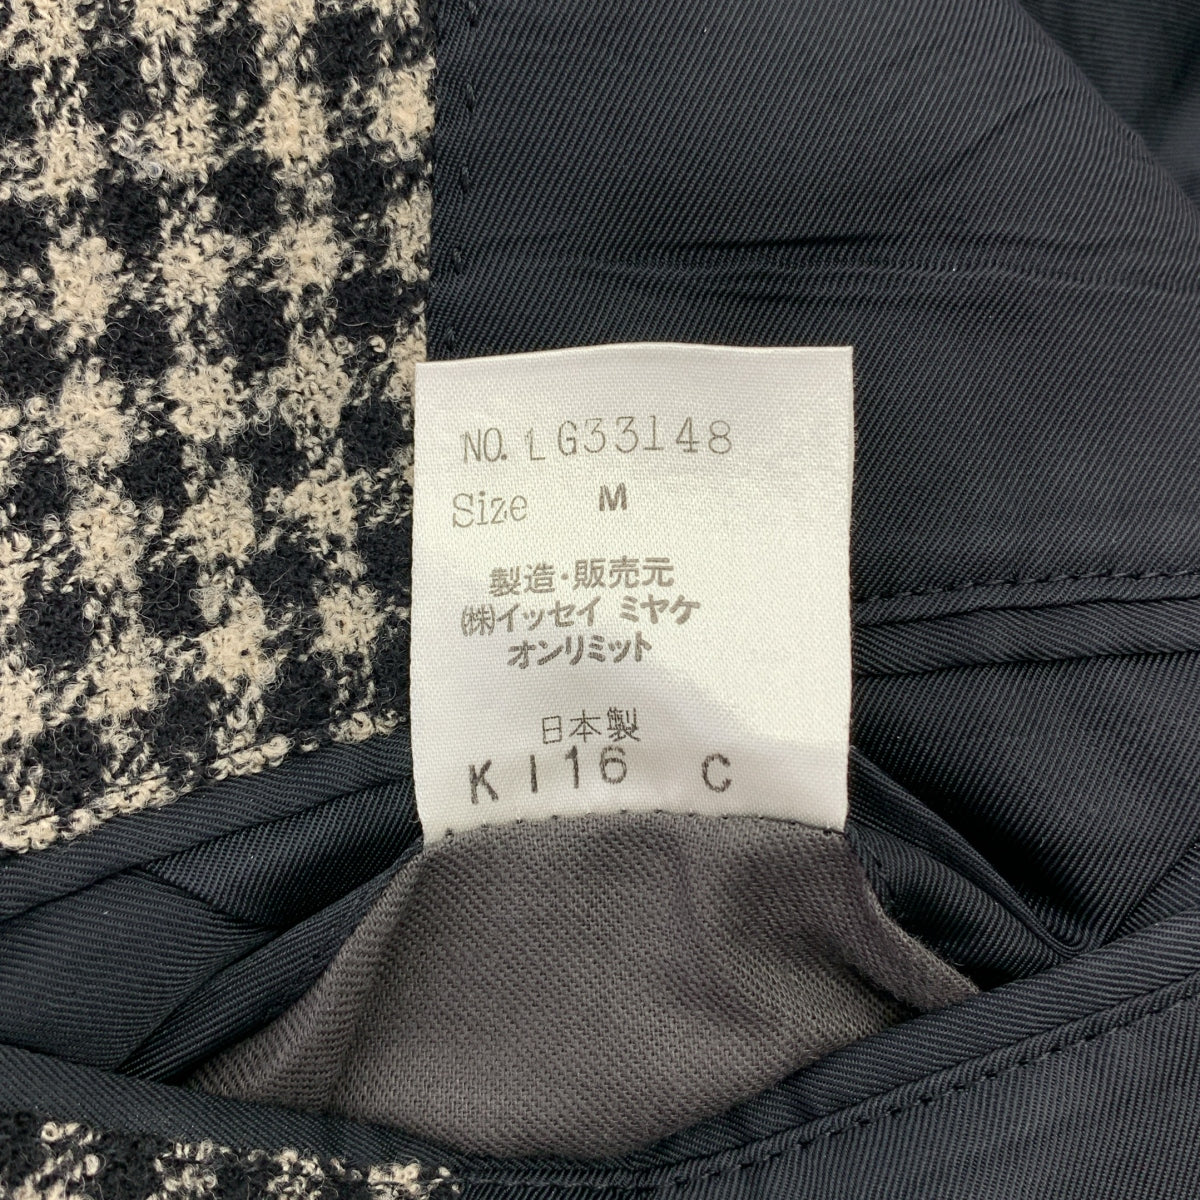 NO. LG33148
Size M
製造・販売元
㈱イッセイ ミヤケ
オンリミット
日本製
K I16 C